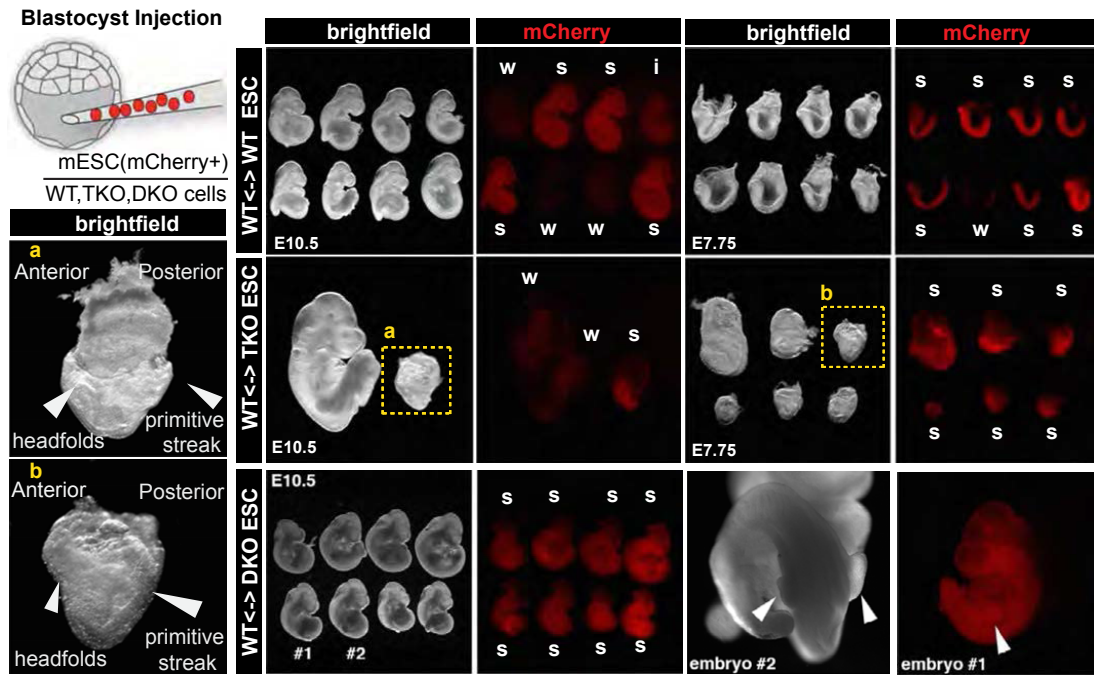 Blastocyst Injection
mESC(mCherry+)
WT,TKO,DKO cells
brightfield
a
Anterior Posterior
headfolds
primitive
streak
b
Anterior Posterior
headfolds
primitive
streak
brightfield mCherry brightfield mCherry
WT<-> WT ESC
w s s i
s w w s
E10.5
s s s s
s w s s
E7.75
WT<-> TKO ESC
a
w
w s
E10.5
b
s s s
s s s
E7.75
WT<-> DKO ESC
E10.5
s s s s
s s s s
#1 #2
embryo #2
embryo #1